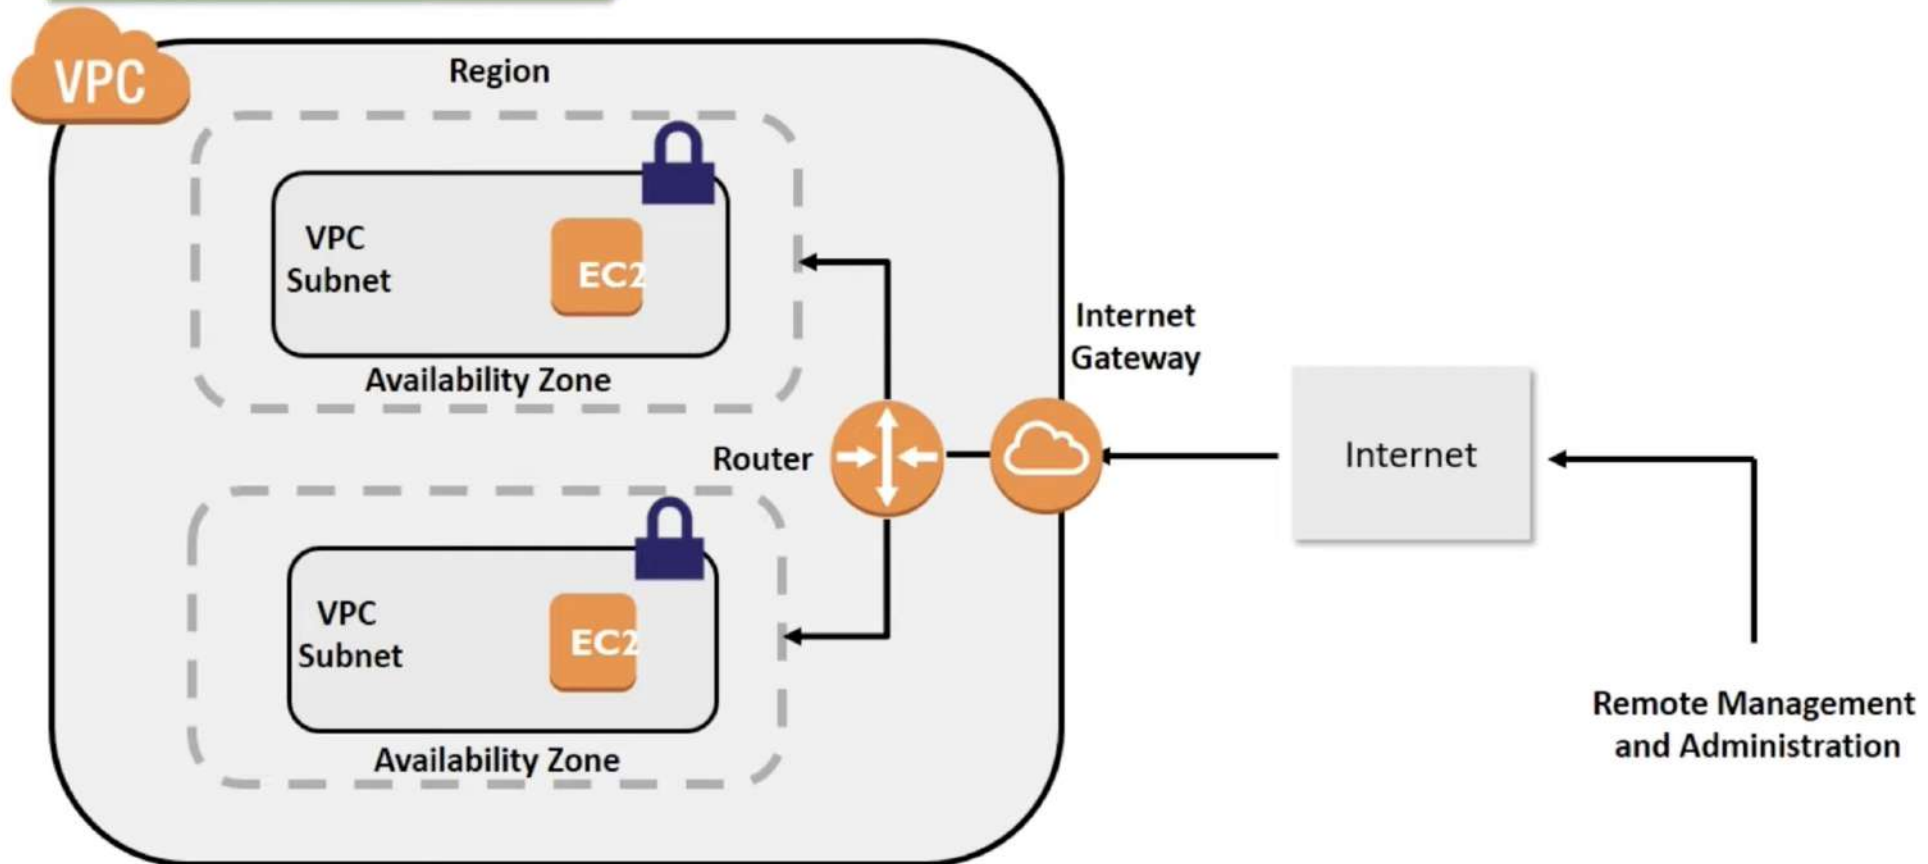 VPC
Region
VPC
Subnet
EC2
Availability Zone
Internet
Gateway
Router
Internet
VPC
Subnet
EC2
Availability Zone
Remote Management
and Administration